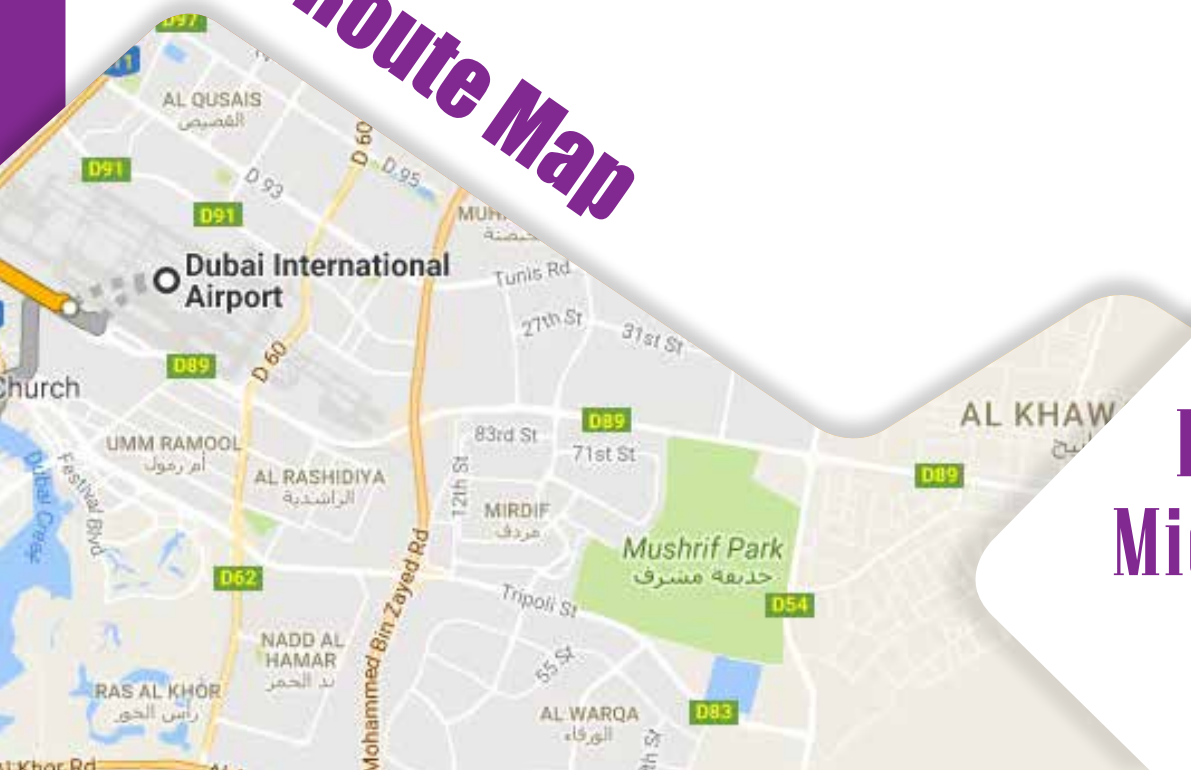 Route Map
D97
11
AL QUSAIS
القصيص
D 60
D 95
D91
D 93
D91
Dubai International
Airport
Tunis Rd
27th St
31st St
D89
D 60
Church
83rd St
D89
71st St
AL KHAW
D89
UMM RAMOOL
أم رمول
AL RASHIDIYA
الراشدية
12th St
MIRDIF
مردف
Dubai Creek
Festival Blvd
Mushrif Park
حديقة مشرف
D62
Tripoli St
D54
Mohammed Bin Zayed Rd
NADD AL
HAMAR
ند الحمر
55 St
RAS AL KHOR
رأس الخور
AL WARQA
الورقاء
D83
Khor Rd